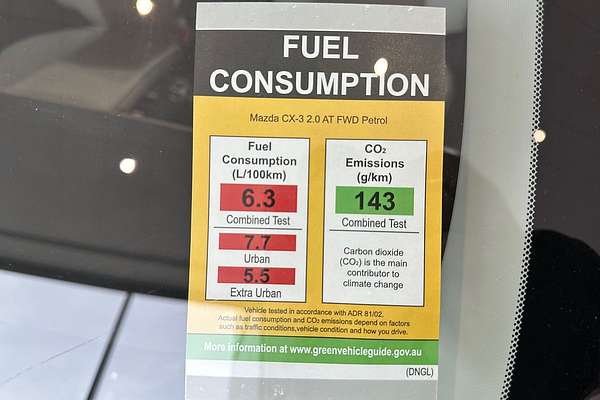 FUEL
CONSUMPTION
Mazda CX-3 2.0 AT FWD Petrol
Fuel
Consumption
(L/100km)
6.3
Combined Test
7.7
Urban
5.5
Extra Urban
CO₂
Emissions
(g/km)
143
Combined Test
Carbon dioxide
(CO₂) is the main
contributor to
climate change
Vehicle tested in accordance with ADR 81/02.
Actual fuel consumption and CO₂ emissions depend on factors
such as traffic conditions,vehicle condition and how you drive.
More information at www.greenvehicleguide.gov.au
(DNGL)